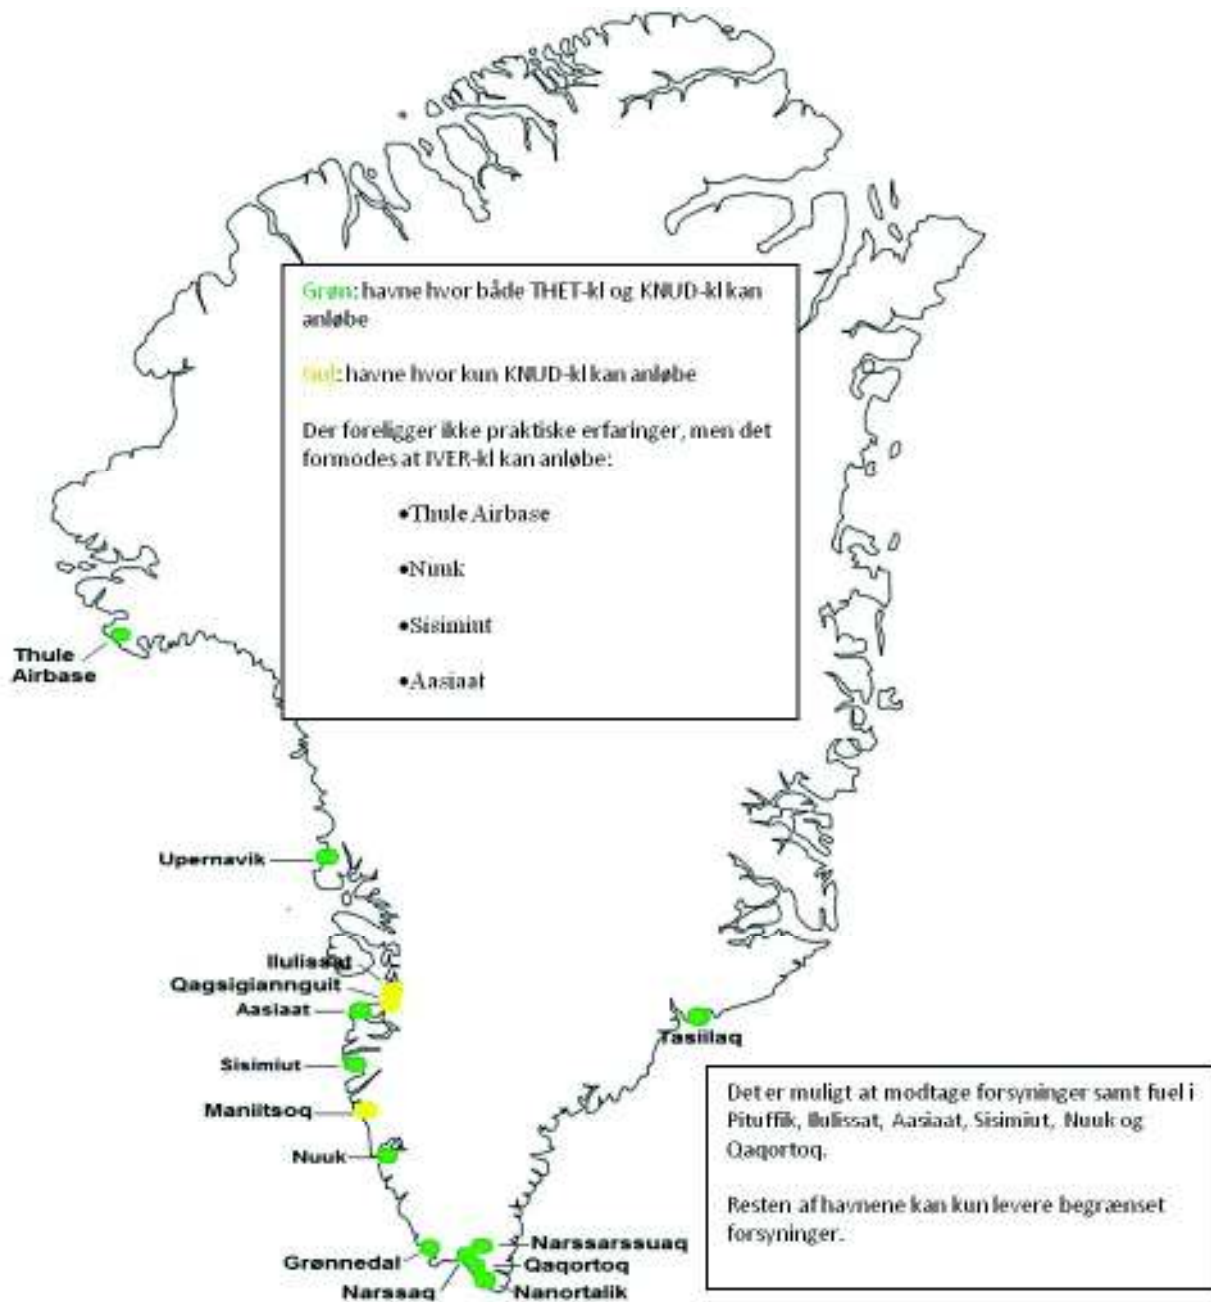 Grøn: havne hvor både THET-kl og KNUD-kl kan
anløbe
Gul: havne hvor kun KNUD-kl kan anløbe
Der foreligger ikke praktiske erfaringer, men det
formodes at IVER-kl kan anløbe:
•Thule Airbase
•Nuuk
•Sisimiut
•Aasiaat
Thule
Airbase
Upernavik
Ilulissat
Qagsigiannguit
Aasiaat
Sisimiut
Maniitsoq
Nuuk
Grønnedal
Narssaq
Narssarssuaq
Qaqortoq
Nanortalik
Tasiilaq
Det er muligt at modtage forsyninger samt fuel i
Pituffik, Ilulissat, Aasiaat, Sisimiut, Nuuk og
Qaqortoq.
Resten af havnene kan kun levere begrænset
forsyninger.